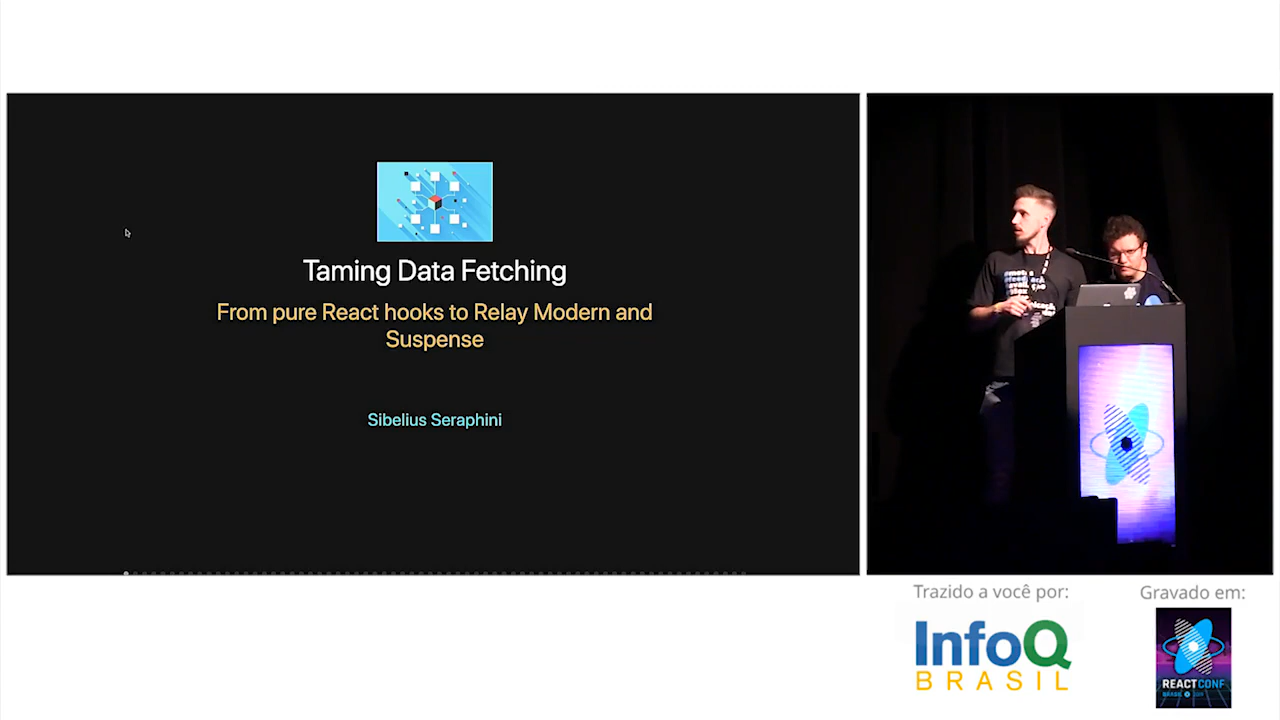 Taming Data Fetching
From pure React hooks to Relay Modern and
Suspense
Sibelius Seraphini
Trazido a você por:
InfoQ
BRASIL
Gravado em:
REACTCONF
BRASIL